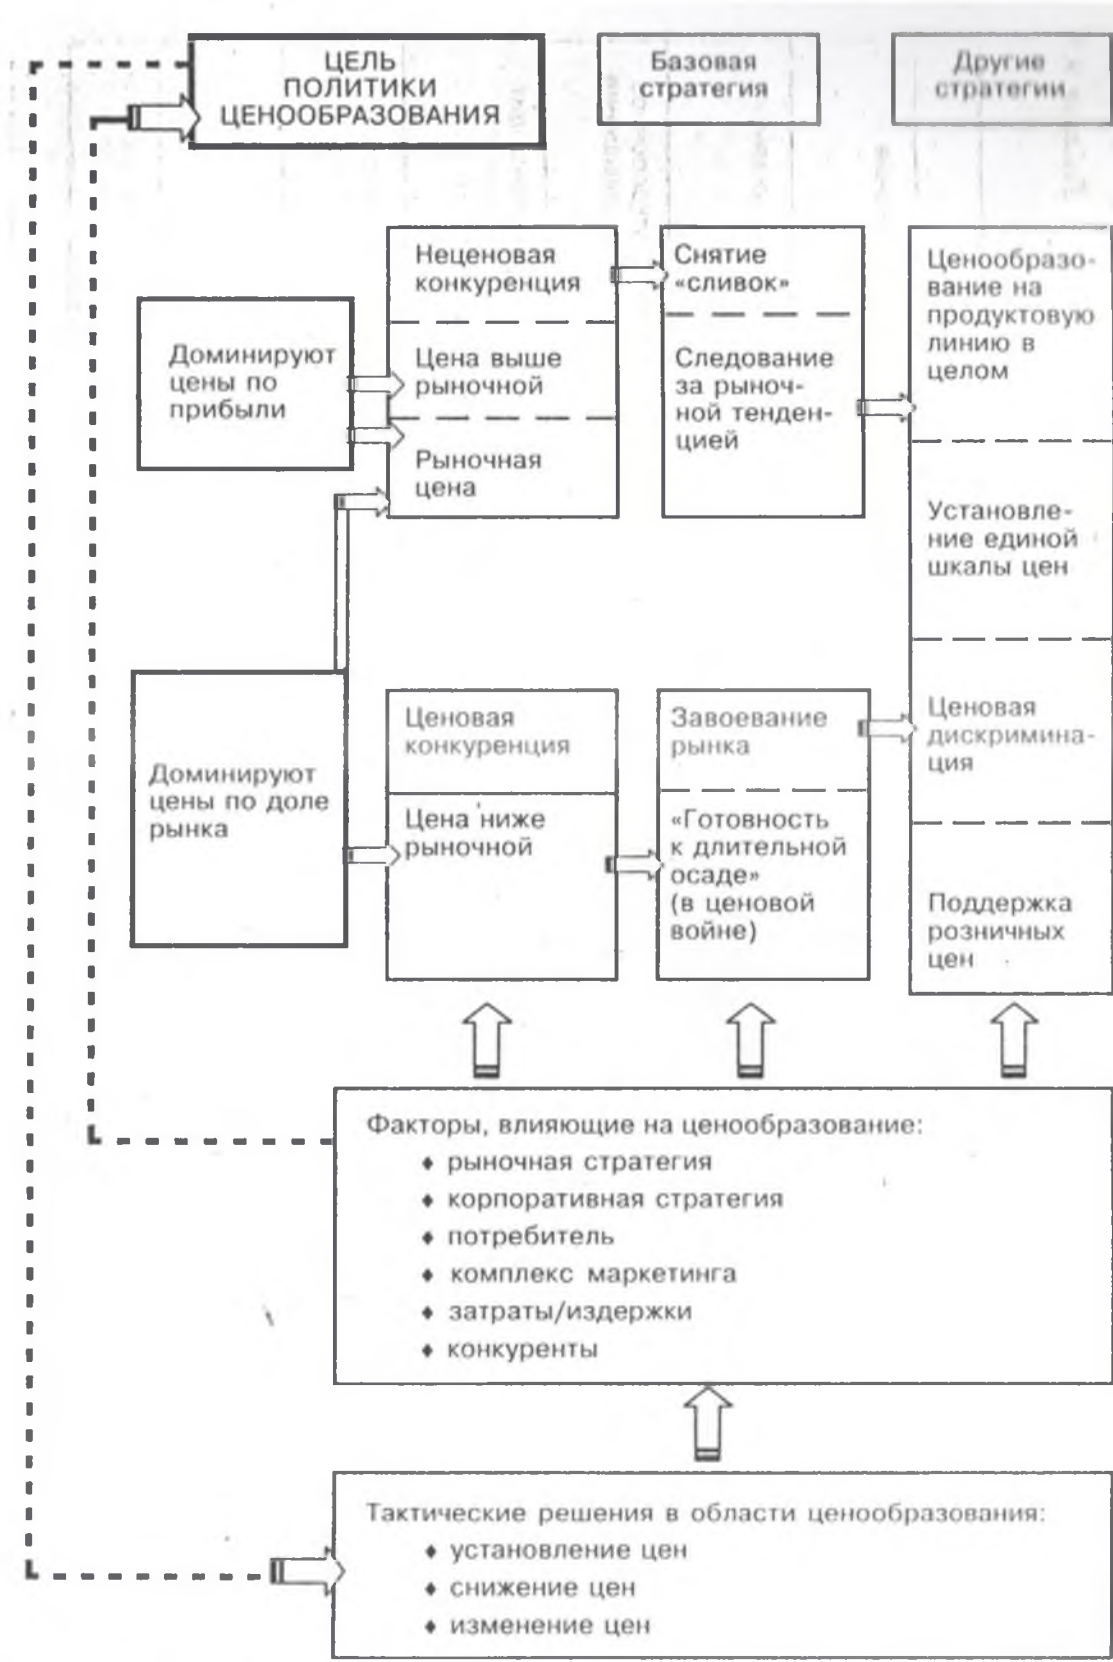 ЦЕЛЬ
ПОЛИТИКИ
ЦЕНООБРАЗОВАНИЯ
Базовая
стратегия
Другие
стратегии
Доминируют
цены по
прибыли
Неценовая
конкуренция
Цена выше
рыночной
Рыночная
цена
Снятие
«сливок»
Следование
за рыноч-
ной тенден-
цией
Ценообразо-
вание на
продуктовую
линию в
целом
Установле-
ние единой
шкалы цен
Ценовая
дискримина-
ция
Поддержка
розничных
цен
Доминируют
цены по доле
рынка
Ценовая
конкуренция
Цена ниже
рыночной
Завоевание
рынка
«Готовность
к длительной
осаде»
(в ценовой
войне)
Факторы, влияющие на ценообразование:
♦ рыночная стратегия
♦ корпоративная стратегия
♦ потребитель
♦ комплекс маркетинга
♦ затраты/издержки
♦ конкуренты
Тактические решения в области ценообразования:
♦ установление цен
♦ снижение цен
♦ изменение цен